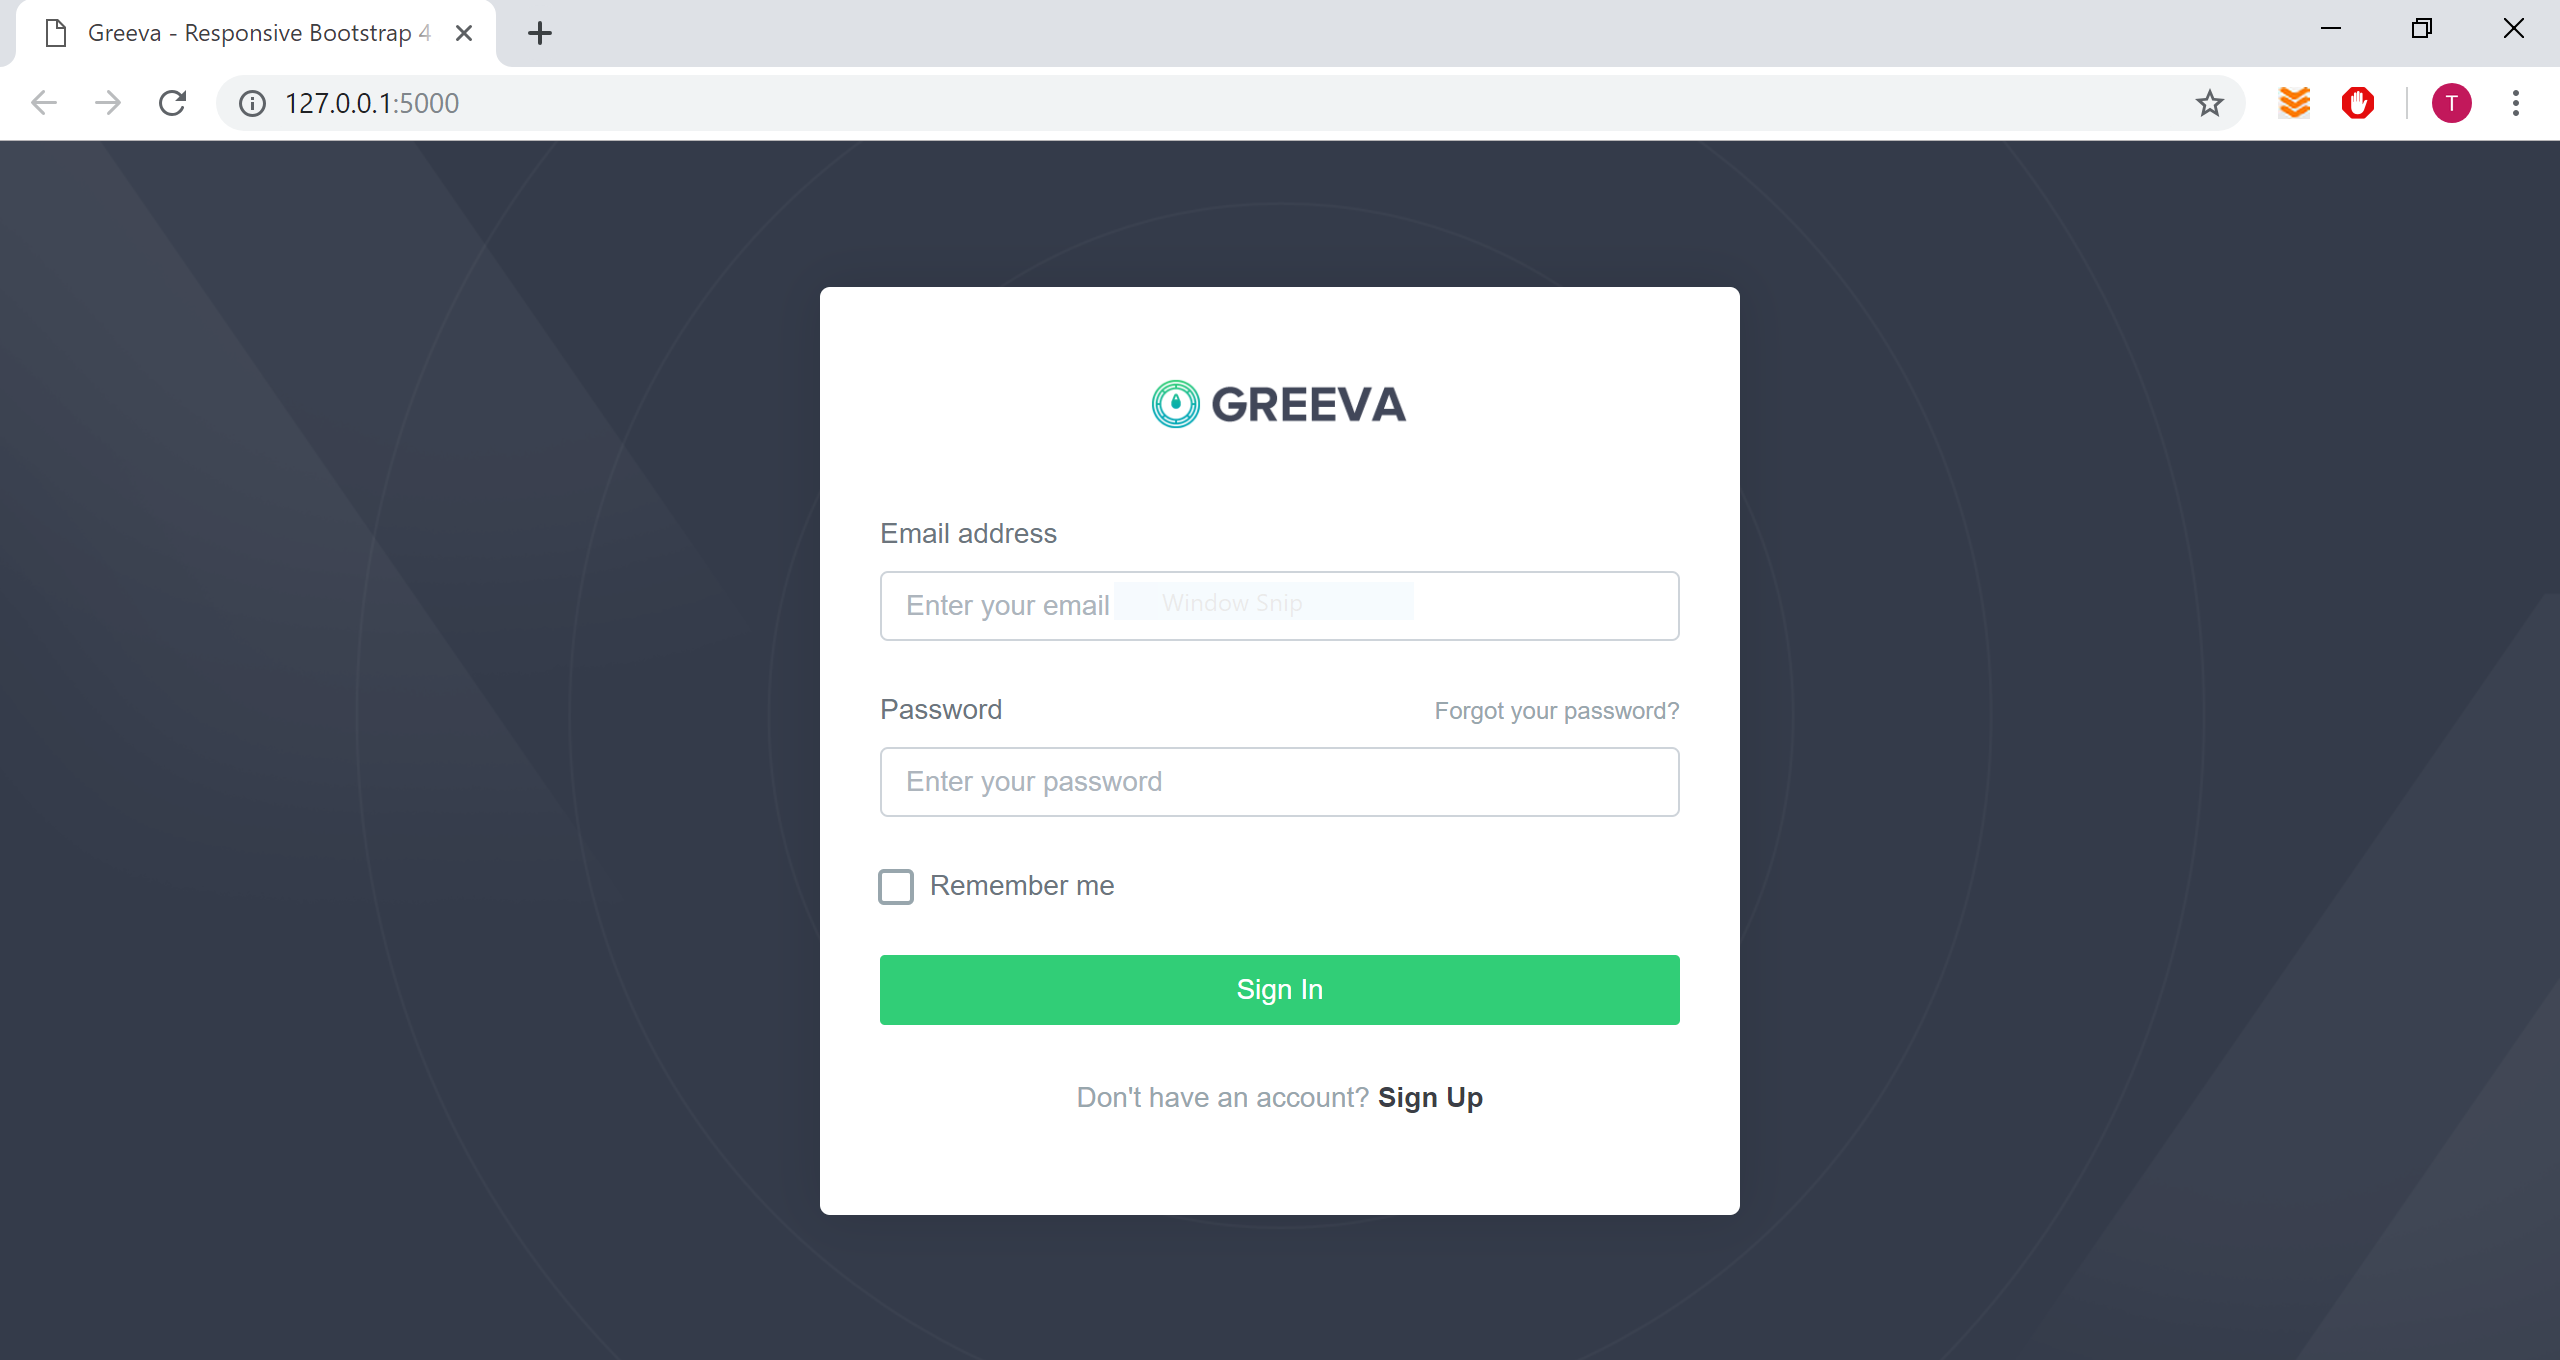 Greeva - Responsive Bootstrap 4
127.0.0.1:5000
T
GREEVA
Email address
Enter your email
Window Snip
Password
Forgot your password?
Enter your password
Remember me
Sign In
Don't have an account? Sign Up